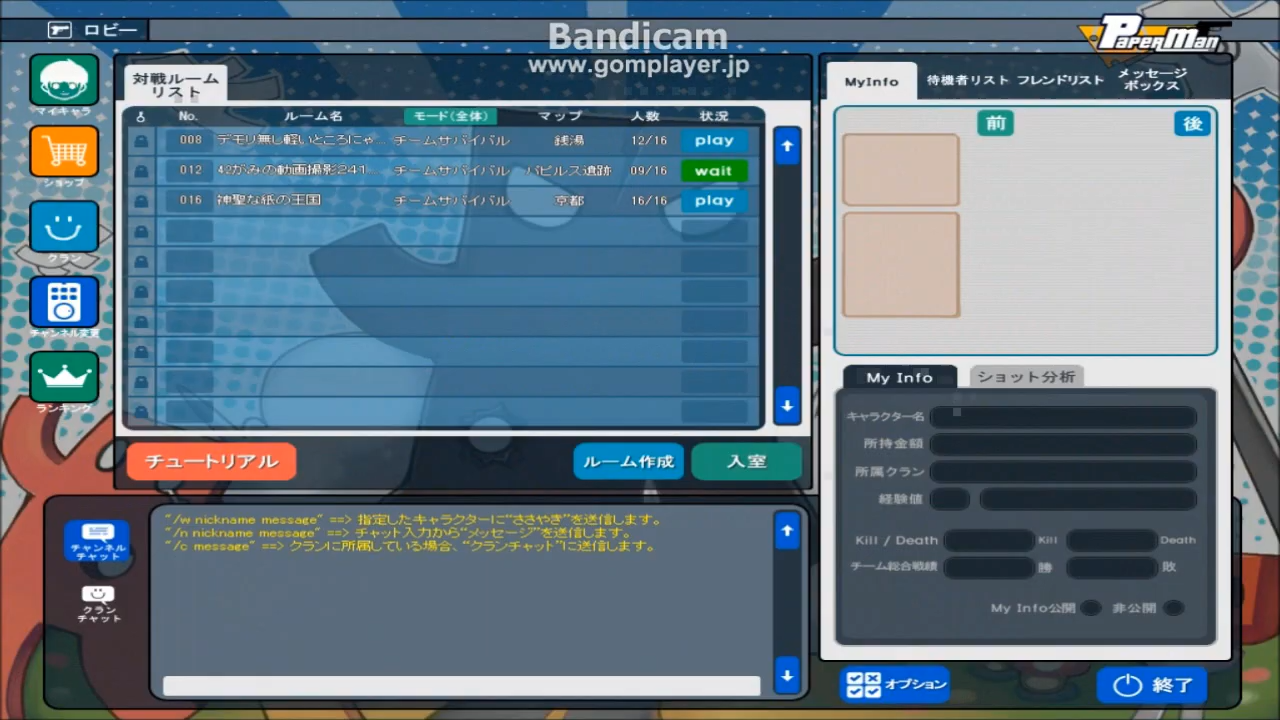 ロビー
Bandicam
www.gomplayer.jp
PaperMan
マイキャラ
ショップ
クラン
チャンネル変更
ランキング
対戦ルーム
リスト
No. ルーム名 モード(全体) マップ 人数 状況
008 デモリ無し軽いところにゃ... チームサバイバル 銭湯 12/16 play
012 42がみの動画撮影241... チームサバイバル パピルス遺跡 09/16 wait
016 神聖な紙の王国 チームサバイバル 京都 16/16 play
チュートリアル ルーム作成 入室
MyInfo 待機者リスト フレンドリスト メッセージ
ボックス
前 後
My Info ショット分析
キャラクター名
所持金額
所属クラン
経験値
Kill / Death Kill Death
チーム総合戦績 勝 敗
My Info公開 非公開
チャンネル
チャット
クラン
チャット
"/w nickname message" ==> 指定したキャラクターに“ささやき”を送信します。
"/n nickname message" ==> チャット入力から“メッセージ”を送信します。
"/c message" ==> クランに所属している場合、“クランチャット”に送信します。
オプション 終了